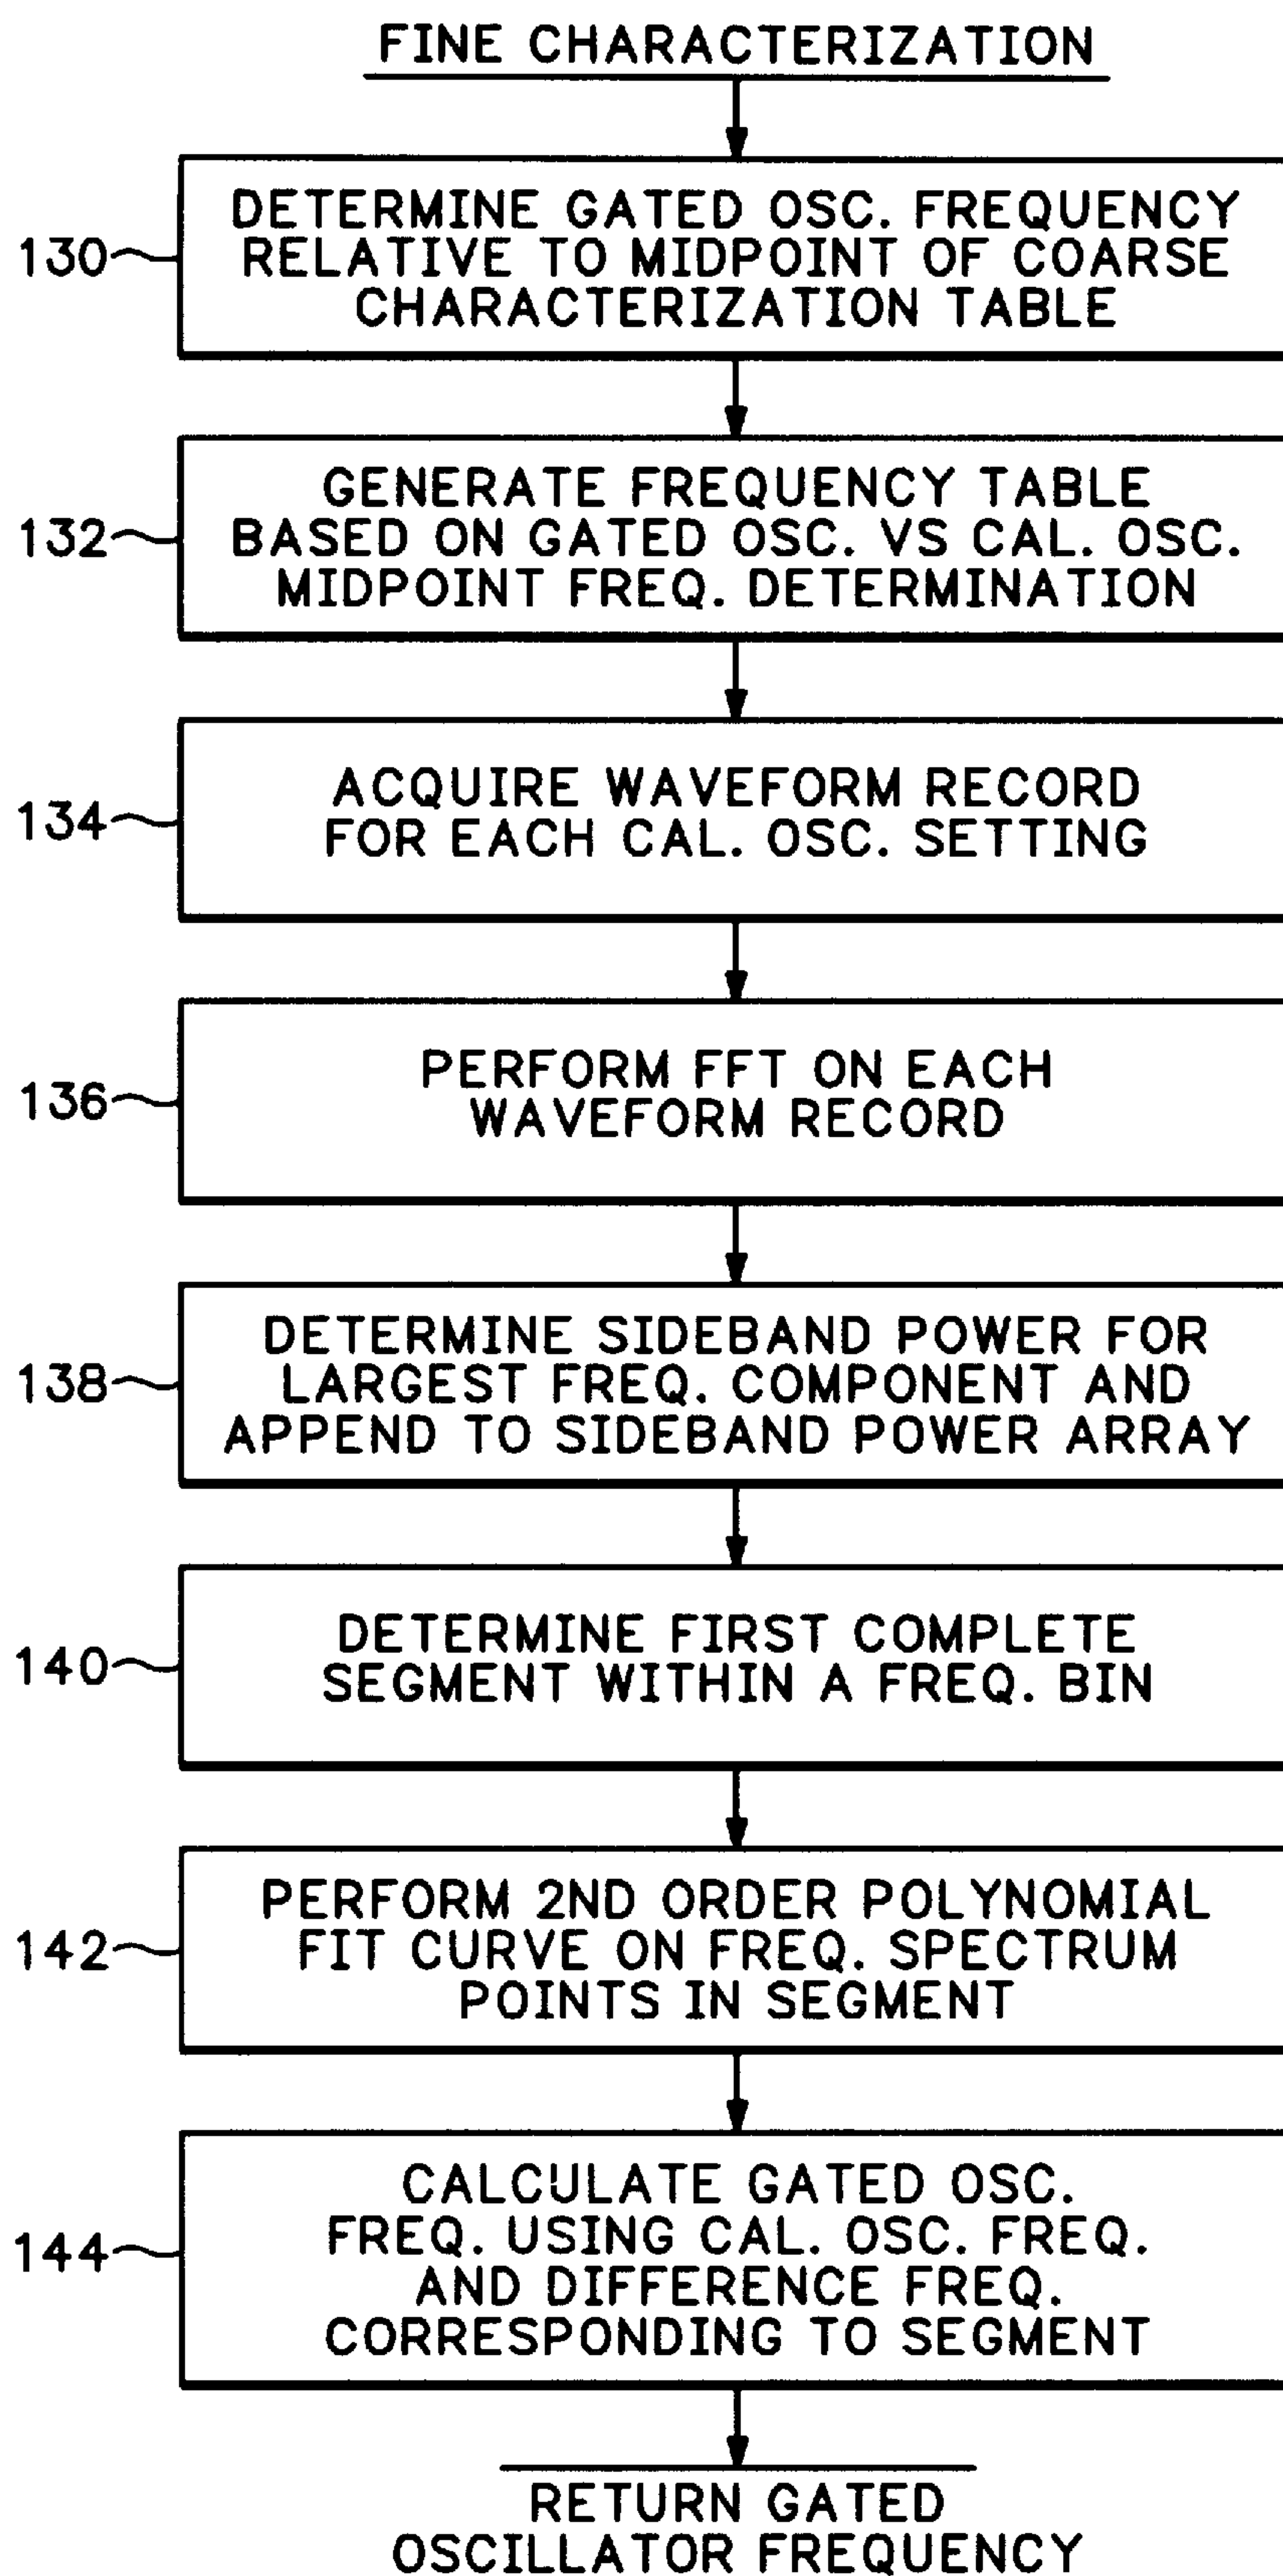 FINE CHARACTERIZATION
DETERMINE GATED OSC. FREQUENCY
RELATIVE TO MIDPOINT OF COARSE
CHARACTERIZATION TABLE
130
GENERATE FREQUENCY TABLE
BASED ON GATED OSC. VS CAL. OSC.
MIDPOINT FREQ. DETERMINATION
132
ACQUIRE WAVEFORM RECORD
FOR EACH CAL. OSC. SETTING
134
PERFORM FFT ON EACH
WAVEFORM RECORD
136
DETERMINE SIDEBAND POWER FOR
LARGEST FREQ. COMPONENT AND
APPEND TO SIDEBAND POWER ARRAY
138
DETERMINE FIRST COMPLETE
SEGMENT WITHIN A FREQ. BIN
140
PERFORM 2ND ORDER POLYNOMIAL
FIT CURVE ON FREQ. SPECTRUM
POINTS IN SEGMENT
142
CALCULATE GATED OSC.
FREQ. USING CAL. OSC. FREQ.
AND DIFFERENCE FREQ.
CORRESPONDING TO SEGMENT
144
RETURN GATED
OSCILLATOR FREQUENCY